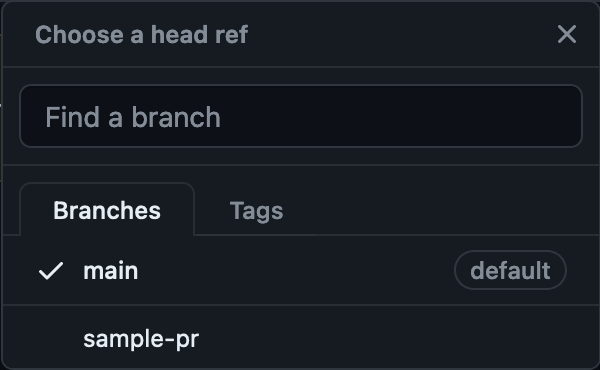 Choose a head ref
Find a branch
Branches Tags
main default
sample-pr